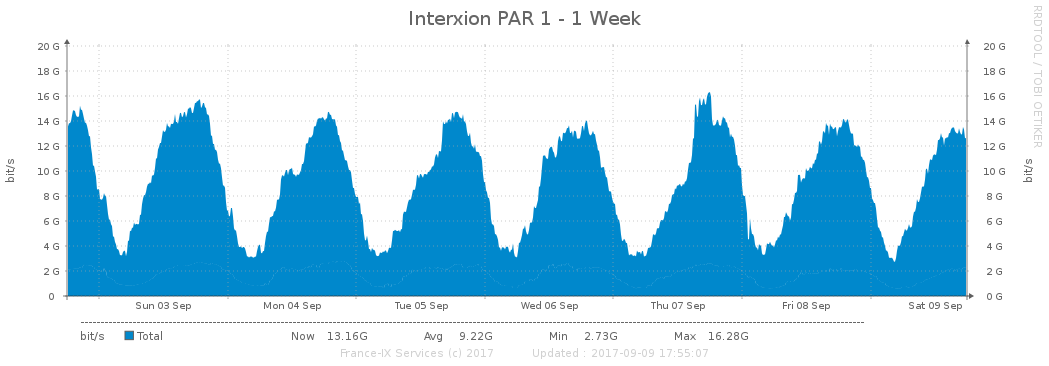 Interxion PAR 1 - 1 Week
RRDTOOL / TOBI OETIKER
20 G 20 G
18 G 18 G
16 G 16 G
14 G 14 G
12 G 12 G
10 G 10 G
8 G 8 G
6 G 6 G
4 G 4 G
2 G 2 G
0 0 G
bit/s bit/s
Sun 03 Sep Mon 04 Sep Tue 05 Sep Wed 06 Sep Thu 07 Sep Fri 08 Sep Sat 09 Sep
bit/s Total Now 13.16G Avg 9.22G Min 2.73G Max 16.28G
France-IX Services (c) 2017 Updated : 2017-09-09 17:55:07